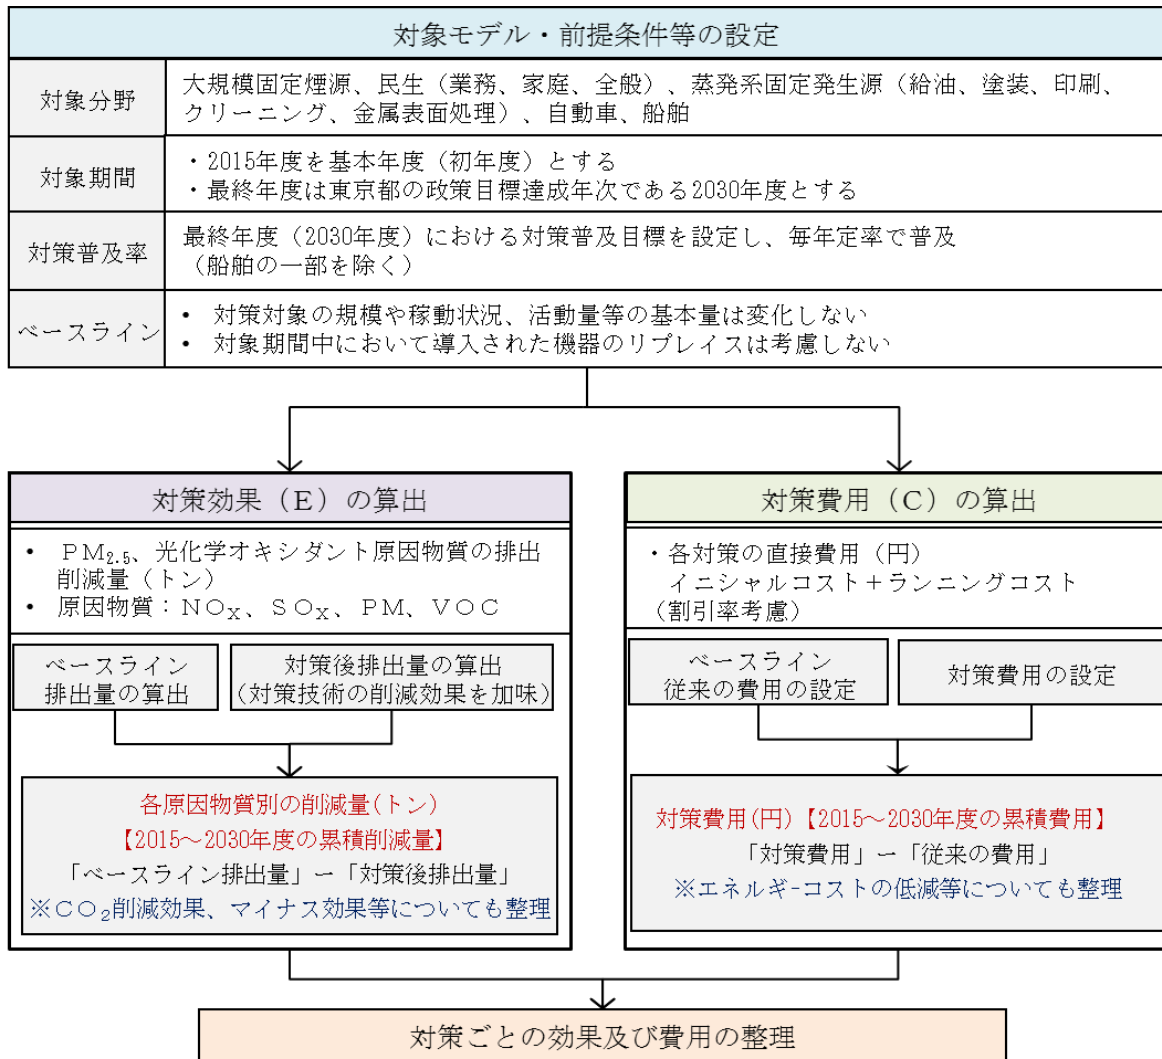 対象モデル・前提条件等の設定
対象分野
大規模固定煙源、民生（業務、家庭、全般）、蒸発系固定発生源（給油、塗装、印刷、
クリーニング、金属表面処理）、自動車、船舶
対象期間
・2015年度を基本年度（初年度）とする
・最終年度は東京都の政策目標達成年次である2030年度とする
対策普及率
最終年度（2030年度）における対策普及目標を設定し、毎年定率で普及
（船舶の一部を除く）
ベースライン
• 対策対象の規模や稼動状況、活動量等の基本量は変化しない
• 対象期間中において導入された機器のリプレイスは考慮しない
対策効果（Ｅ）の算出
• ＰＭ2.5、光化学オキシダント原因物質の排出
削減量（トン）
• 原因物質：ＮＯX、ＳＯX、ＰＭ、ＶＯＣ
ベースライン
排出量の算出
対策後排出量の算出
(対策技術の削減効果を加味)
各原因物質別の削減量(トン)
【2015～2030年度の累積削減量】
「ベースライン排出量」－「対策後排出量」
※ＣＯ2削減効果、マイナス効果等についても整理
対策費用（Ｃ）の算出
・各対策の直接費用（円）
イニシャルコスト＋ランニングコスト
(割引率考慮）
ベースライン
従来の費用の設定
対策費用の設定
対策費用(円)【2015～2030年度の累積費用】
「対策費用」－「従来の費用」
※エネルギ-コストの低減等についても整理
対策ごとの効果及び費用の整理